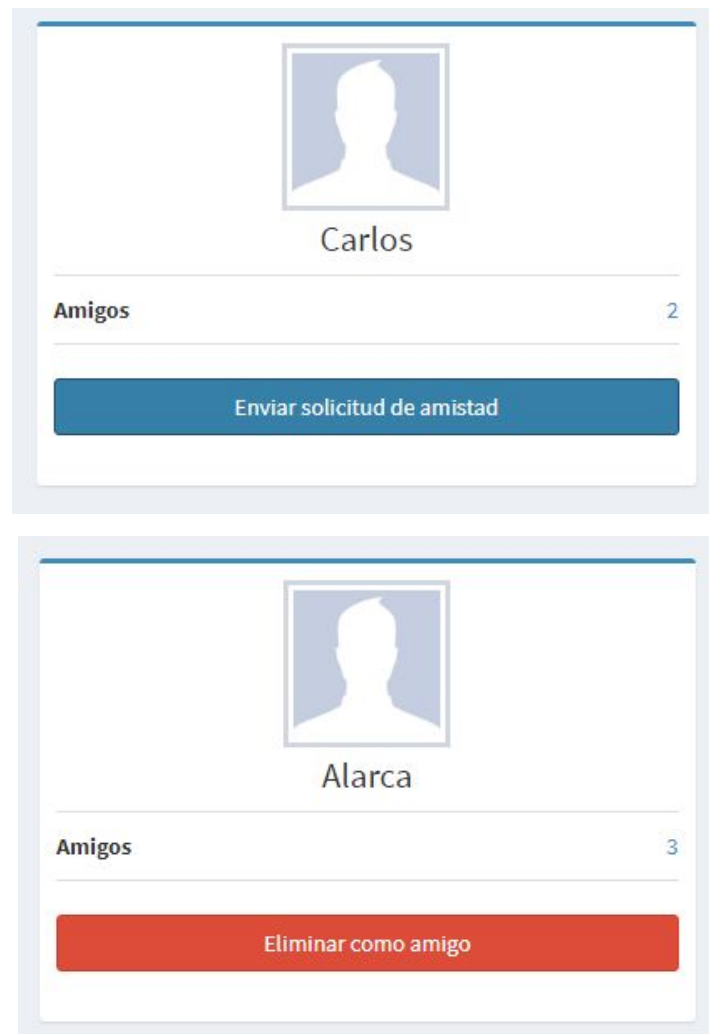 Carlos
Amigos 2
Enviar solicitud de amistad
Alarca
Amigos 3
Eliminar como amigo